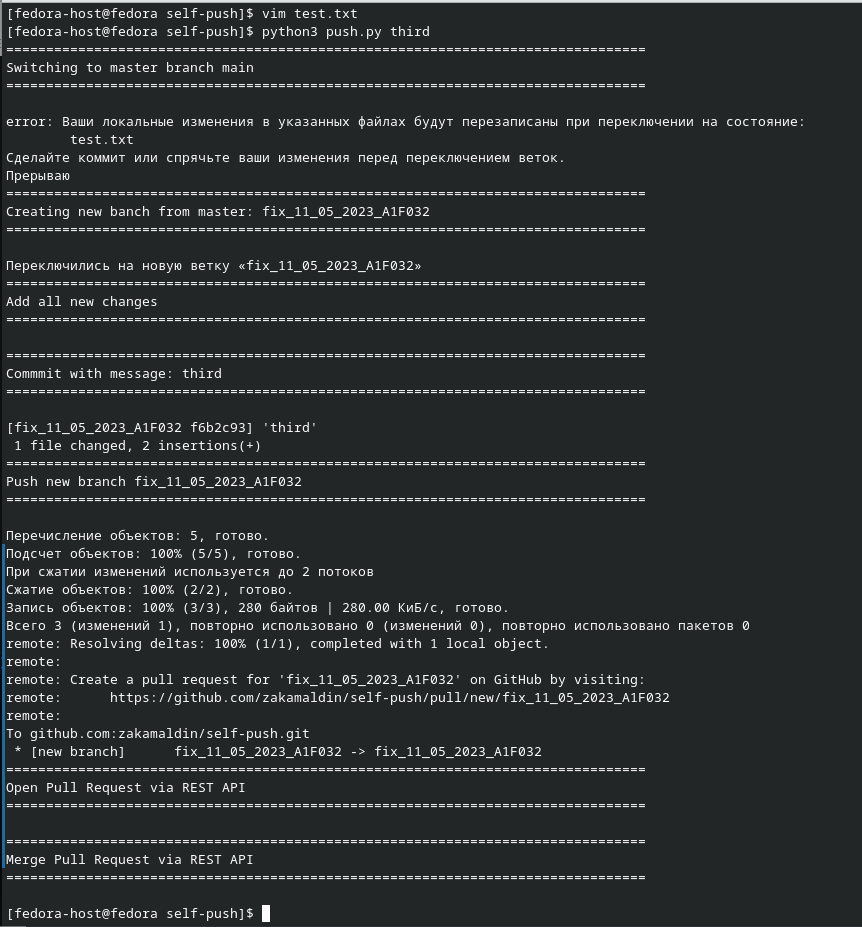 [fedora-host@fedora self-push]$ vim test.txt
[fedora-host@fedora self-push]$ python3 push.py third
================================================================================
Switching to master branch main
================================================================================
error: Ваши локальные изменения в указанных файлах будут перезаписаны при переключении на состояние:
        test.txt
Сделайте коммит или спрячьте ваши изменения перед переключением веток.
Прерываю
================================================================================
Creating new banch from master: fix_11_05_2023_A1F032
================================================================================
Переключились на новую ветку «fix_11_05_2023_A1F032»
================================================================================
Add all new changes
================================================================================
================================================================================
Commmit with message: third
================================================================================
[fix_11_05_2023_A1F032 f6b2c93] 'third'
 1 file changed, 2 insertions(+)
================================================================================
Push new branch fix_11_05_2023_A1F032
================================================================================
Перечисление объектов: 5, готово.
Подсчет объектов: 100% (5/5), готово.
При сжатии изменений используется до 2 потоков
Сжатие объектов: 100% (2/2), готово.
Запись объектов: 100% (3/3), 280 байтов | 280.00 КиБ/с, готово.
Всего 3 (изменений 1), повторно использовано 0 (изменений 0), повторно использовано пакетов 0
remote: Resolving deltas: 100% (1/1), completed with 1 local object.
remote:
remote: Create a pull request for 'fix_11_05_2023_A1F032' on GitHub by visiting:
remote:      https://github.com/zakamaldin/self-push/pull/new/fix_11_05_2023_A1F032
remote:
To github.com:zakamaldin/self-push.git
 * [new branch]      fix_11_05_2023_A1F032 -> fix_11_05_2023_A1F032
================================================================================
Open Pull Request via REST API
================================================================================
================================================================================
Merge Pull Request via REST API
================================================================================
[fedora-host@fedora self-push]$